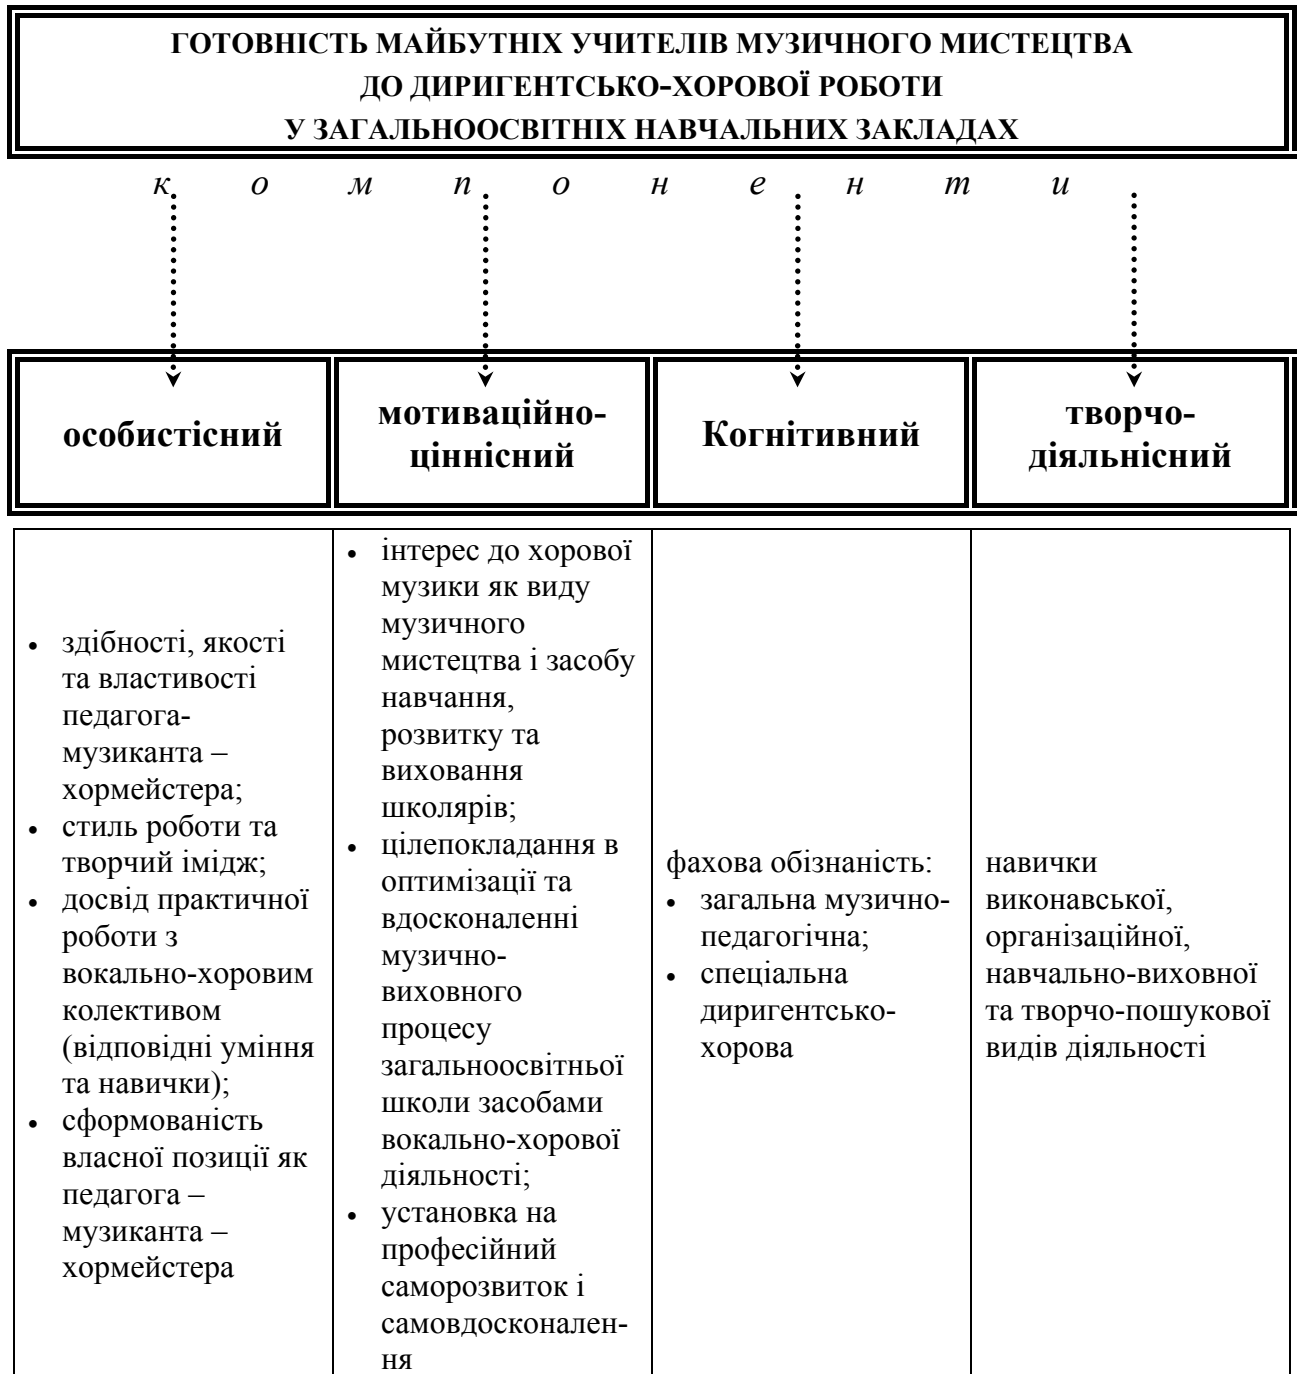 ГОТОВНІСТЬ МАЙБУТНІХ УЧИТЕЛІВ МУЗИЧНОГО МИСТЕЦТВА
ДО ДИРИГЕНТСЬКО-ХОРОВОЇ РОБОТИ
У ЗАГАЛЬНООСВІТНІХ НАВЧАЛЬНИХ ЗАКЛАДАХ
к о м п о н е н т и
особистісний
мотиваційно-
ціннісний
Когнітивний
творчо-
діяльнісний
• здібності, якості
та властивості
педагога-
музиканта –
хормейстера;
• стиль роботи та
творчий імідж;
• досвід практичної
роботи з
вокально-хоровим
колективом
(відповідні уміння
та навички);
• сформованість
власної позиції як
педагога –
музиканта –
хормейстера
• інтерес до хорової
музики як виду
музичного
мистецтва і засобу
навчання,
розвитку та
виховання
школярів;
• цілепокладання в
оптимізації та
вдосконаленні
музично-
виховного
процесу
загальноосвітньої
школи засобами
вокально-хорової
діяльності;
• установка на
професійний
саморозвиток і
самовдосконален-
ня
фахова обізнаність:
• загальна музично-
педагогічна;
• спеціальна
диригентсько-
хорова
навички
виконавської,
організаційної,
навчально-виховної
та творчо-пошукової
видів діяльності